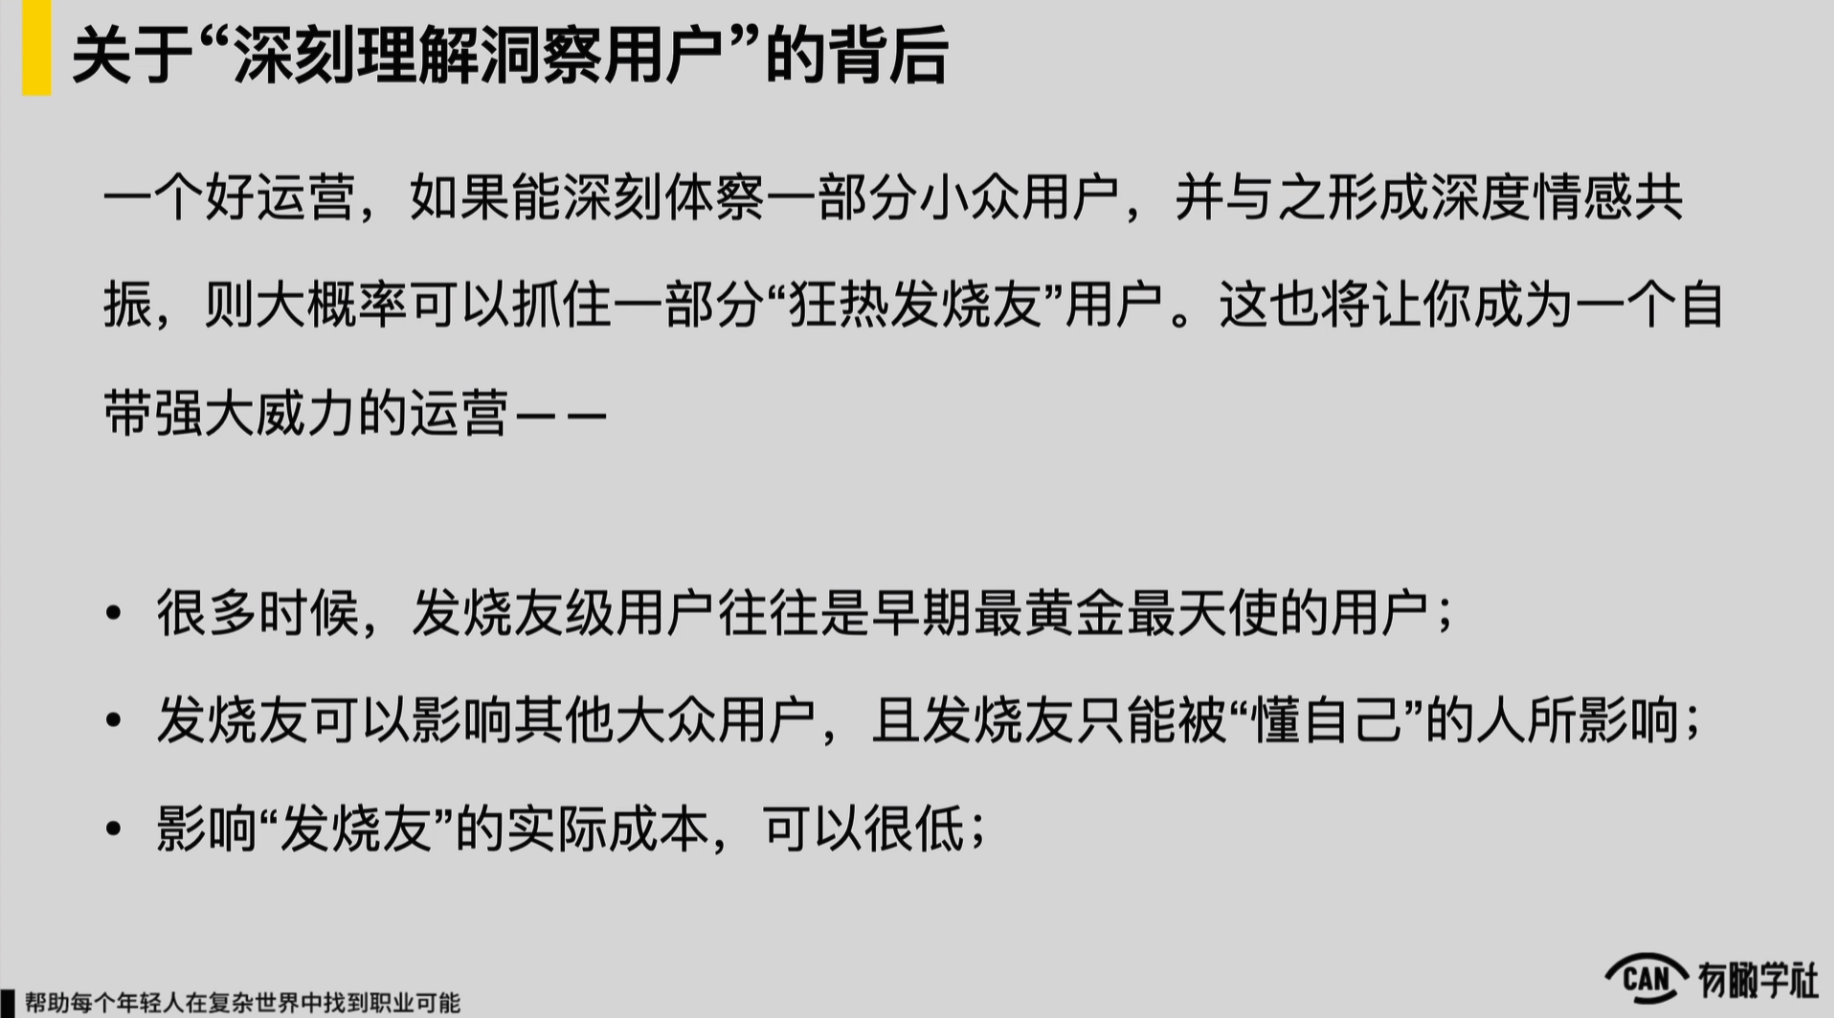 关于“深刻理解洞察用户”的背后
一个好运营，如果能深刻体察一部分小众用户，并与之形成深度情感共
振，则大概率可以抓住一部分“狂热发烧友”用户。这也将让你成为一个自
带强大威力的运营——
• 很多时候，发烧友级用户往往是早期最黄金最天使的用户；
• 发烧友可以影响其他大众用户，且发烧友只能被“懂自己”的人所影响；
• 影响“发烧友”的实际成本，可以很低；
CAN 有瞰学社
帮助每个年轻人在复杂世界中找到职业可能